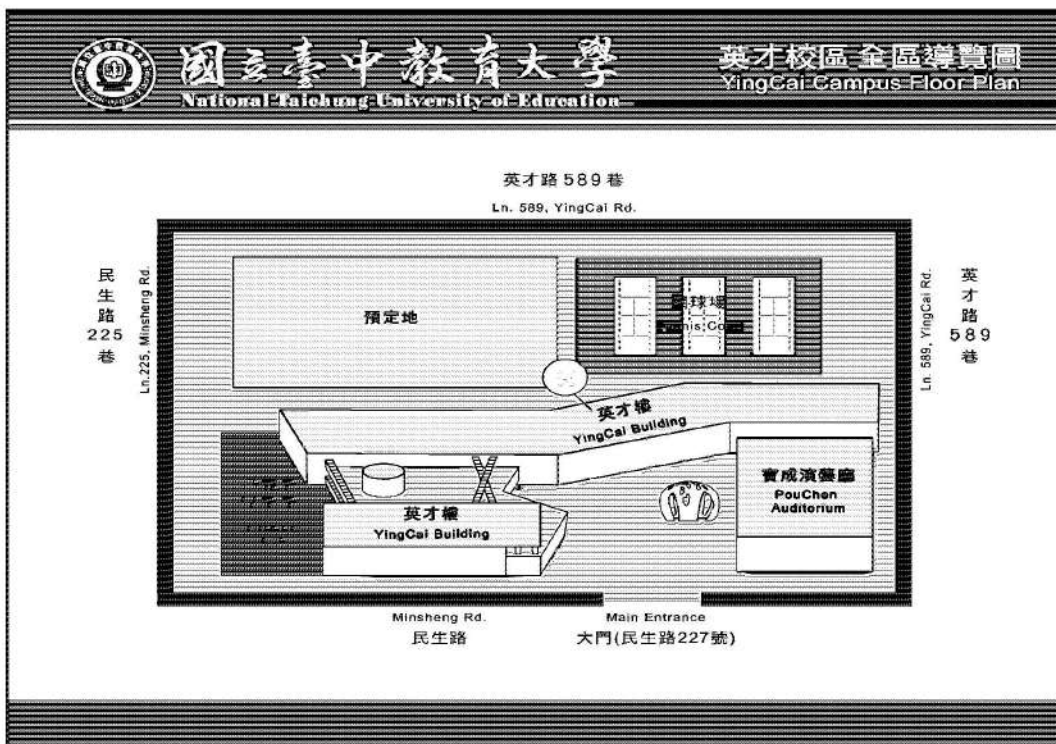 國立臺中教育大學
National Taichung University of Education
英才校區 全區導覽圖
YingCai Campus Floor Plan
英才路589巷
Ln. 589, YingCai Rd.
民生路225巷
Ln.225, Minsheng Rd.
英才路589巷
Ln. 589, YingCai Rd.
預定地
英才樓
YingCai Building
寶成演藝廳
PouChen
Auditorium
英才樓
YingCai Building
Minsheng Rd.
民生路
Main Entrance
大門(民生路227號)